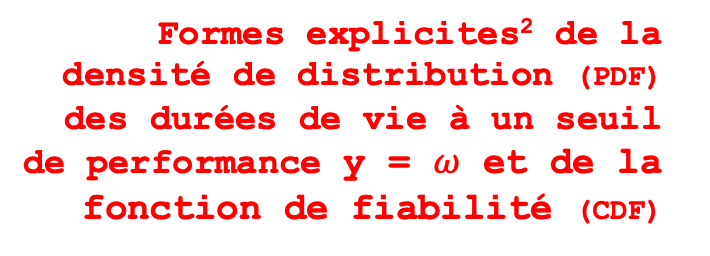 Formes explicites² de la
densité de distribution (PDF)
des durées de vie à un seuil
de performance y = ω et de la
fonction de fiabilité (CDF)